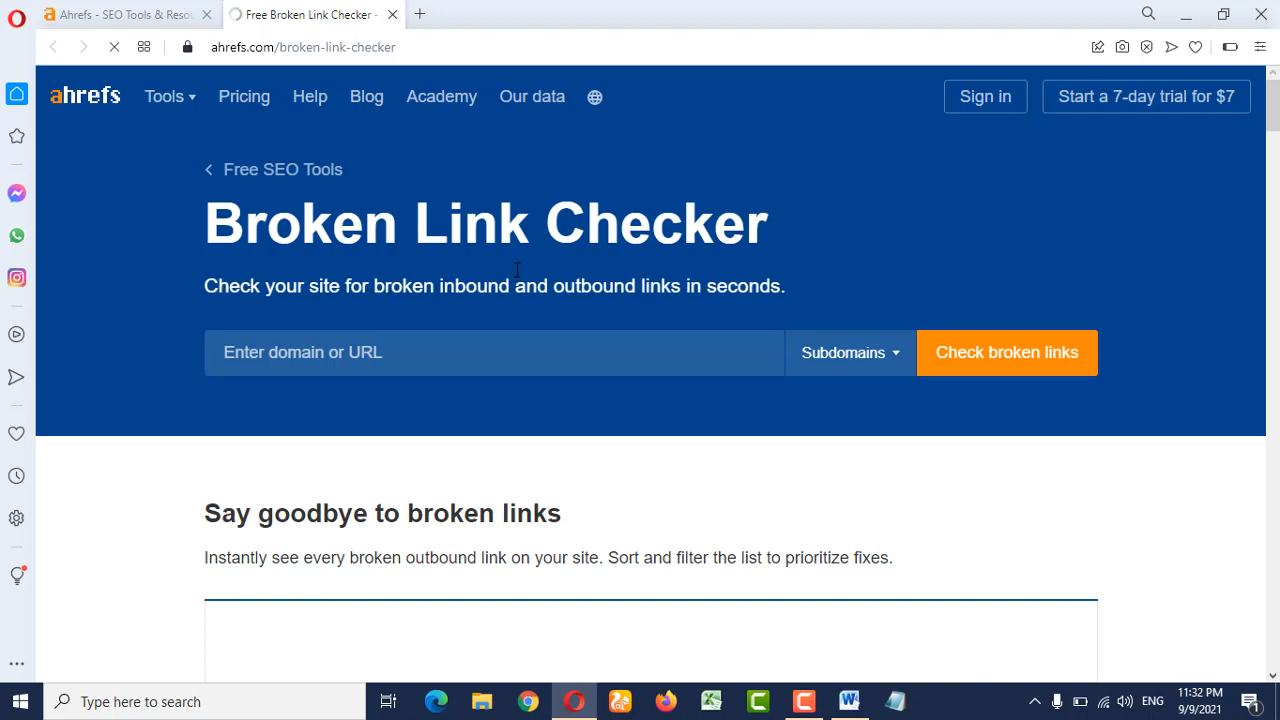 Ahrefs - SEO Tools & Resou
Free Broken Link Checker -
ahrefs.com/broken-link-checker
ahrefs
Tools
Pricing
Help
Blog
Academy
Our data
Sign in
Start a 7-day trial for $7
Free SEO Tools
Broken Link Checker
Check your site for broken inbound and outbound links in seconds.
Enter domain or URL
Subdomains
Check broken links
Say goodbye to broken links
Instantly see every broken outbound link on your site. Sort and filter the list to prioritize fixes.
Type here to search
ENG
11:32 PM
9/9/2021
1